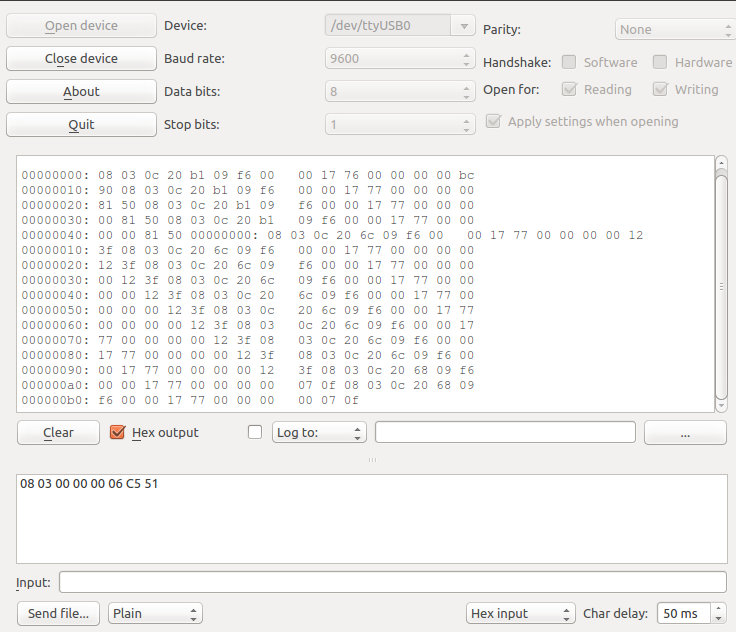 Open device Device: /dev/ttyUSB0 Parity: None
Close device Baud rate: 9600 Handshake: Software Hardware
About Data bits: 8 Open for: Reading Writing
Quit Stop bits: 1 Apply settings when opening
00000000: 08 03 0c 20 b1 09 f6 00 00 17 76 00 00 00 00 bc
00000010: 90 08 03 0c 20 b1 09 f6 00 00 17 77 00 00 00 00
00000020: 81 50 08 03 0c 20 b1 09 f6 00 00 17 77 00 00 00
00000030: 00 81 50 08 03 0c 20 b1 09 f6 00 00 17 77 00 00
00000040: 00 00 81 50 00000000: 08 03 0c 20 6c 09 f6 00 00 17 77 00 00 00 00 12
00000010: 3f 08 03 0c 20 6c 09 f6 00 00 17 77 00 00 00 00
00000020: 12 3f 08 03 0c 20 6c 09 f6 00 00 17 77 00 00 00
00000030: 00 12 3f 08 03 0c 20 6c 09 f6 00 00 17 77 00 00
00000040: 00 00 12 3f 08 03 0c 20 6c 09 f6 00 00 17 77 00
00000050: 00 00 00 12 3f 08 03 0c 20 6c 09 f6 00 00 17 77
00000060: 00 00 00 00 12 3f 08 03 0c 20 6c 09 f6 00 00 17
00000070: 77 00 00 00 00 12 3f 08 03 0c 20 6c 09 f6 00 00
00000080: 17 77 00 00 00 00 12 3f 08 03 0c 20 6c 09 f6 00
00000090: 00 17 77 00 00 00 00 12 3f 08 03 0c 20 68 09 f6
000000a0: 00 00 17 77 00 00 00 00 07 0f 08 03 0c 20 68 09
000000b0: f6 00 00 17 77 00 00 00 00 07 0f
Clear Hex output Log to: ...
08 03 00 00 00 06 C5 51
Input:
Send file... Plain Hex input Char delay: 50 ms